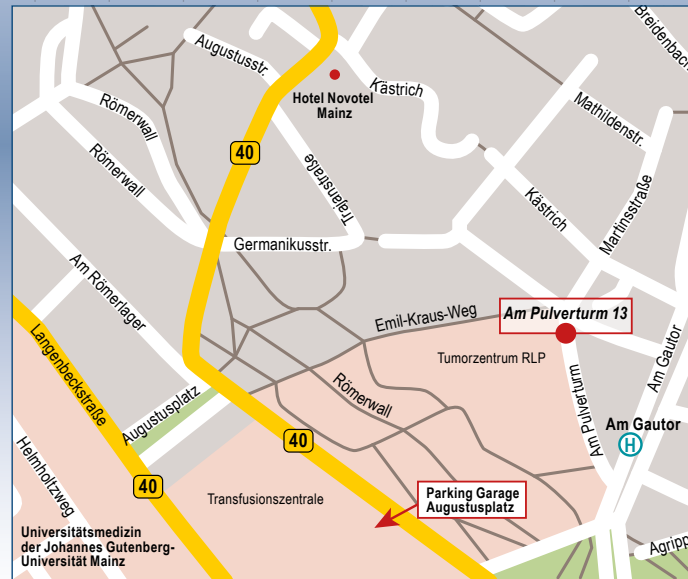 Breidenbach
Augustusstr.
Kästrich
Hotel Novotel
Mainz
Mathildenstr.
Römerwall
40
Römerwall
Trajanstraße
Kästrich
Martinsstraße
Germanikusstr.
Am Römerlager
Emil-Kraus-Weg
Am Pulverturm 13
Langenbeckstraße
Tumorzentrum RLP
Am Gautor
Römerwall
Augustusplatz
Am Pulverturm
Am Gautor
H
40
Helmholtzweg
40
Transfusionszentrale
Parking Garage
Augustusplatz
Universitätsmedizin
der Johannes Gutenberg-
Universität Mainz
Agripp